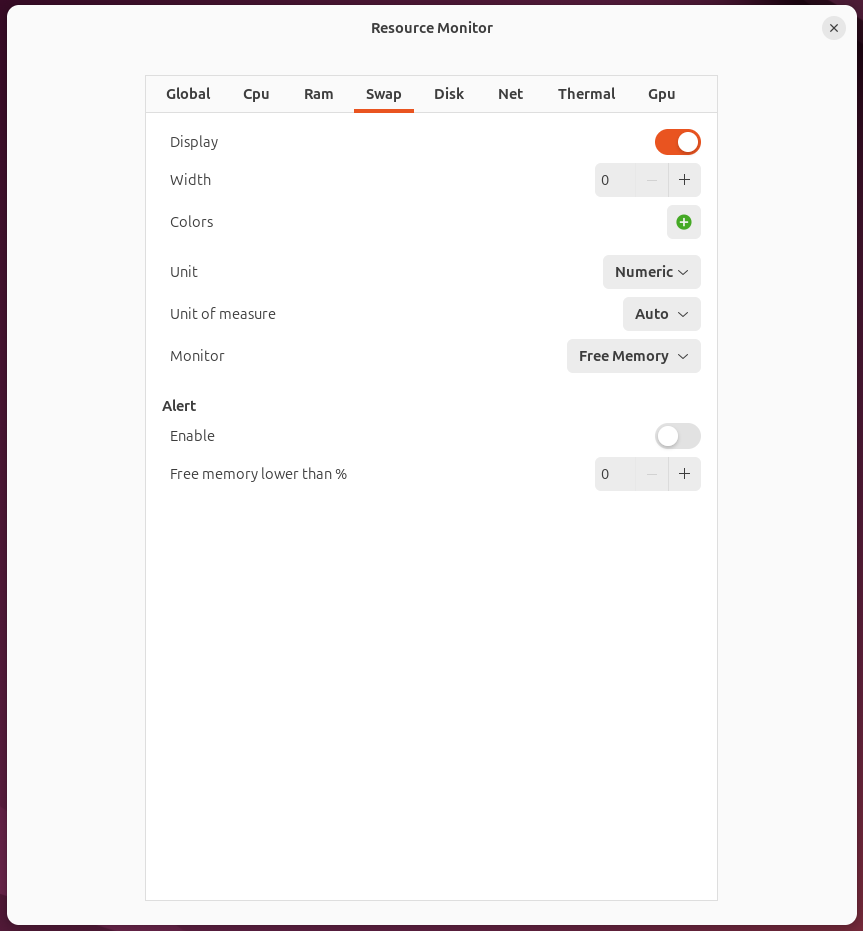 Resource Monitor
Global Cpu Ram Swap Disk Net Thermal Gpu
Display
Width 0
Colors
Unit Numeric
Unit of measure Auto
Monitor Free Memory
Alert
Enable
Free memory lower than % 0